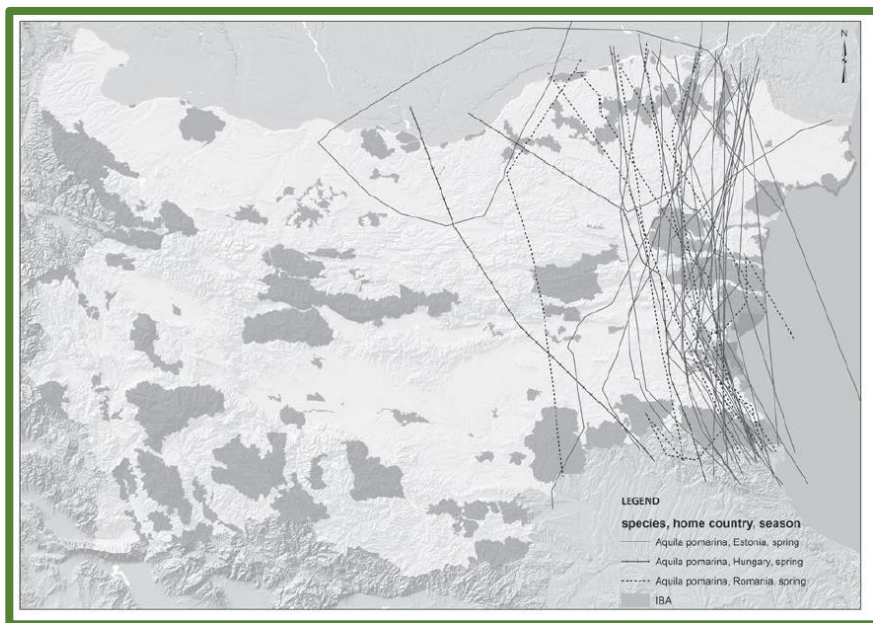 N
LEGEND
species, home country, season
Aquila pomarina, Estonia, spring
Aquila pomarina, Hungary, spring
Aquila pomarina, Romania, spring
IBA